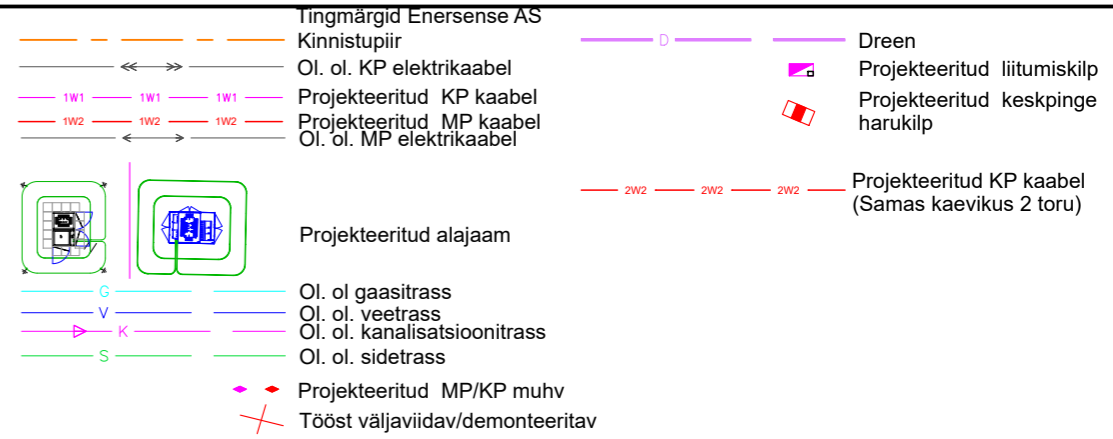 Tingmärgid Enersense AS
Kinnistupiir
Ol. ol. KP elektrikaabel
1W1 1W1 1W1 Projekteeritud KP kaabel
1W2 1W2 1W2 Projekteeritud MP kaabel
Ol. ol. MP elektrikaabel
Projekteeritud alajaam
G Ol. ol gaasitrass
V Ol. ol. veetrass
K Ol. ol. kanalisatsioonitrass
S Ol. ol. sidetrass
Projekteeritud MP/KP muhv
Tööst väljaviidav/demonteeritav
D Dreen
Projekteeritud liitumiskilp
Projekteeritud keskpinge
harukilp
2W2 2W2 2W2 Projekteeritud KP kaabel
(Samas kaevikus 2 toru)